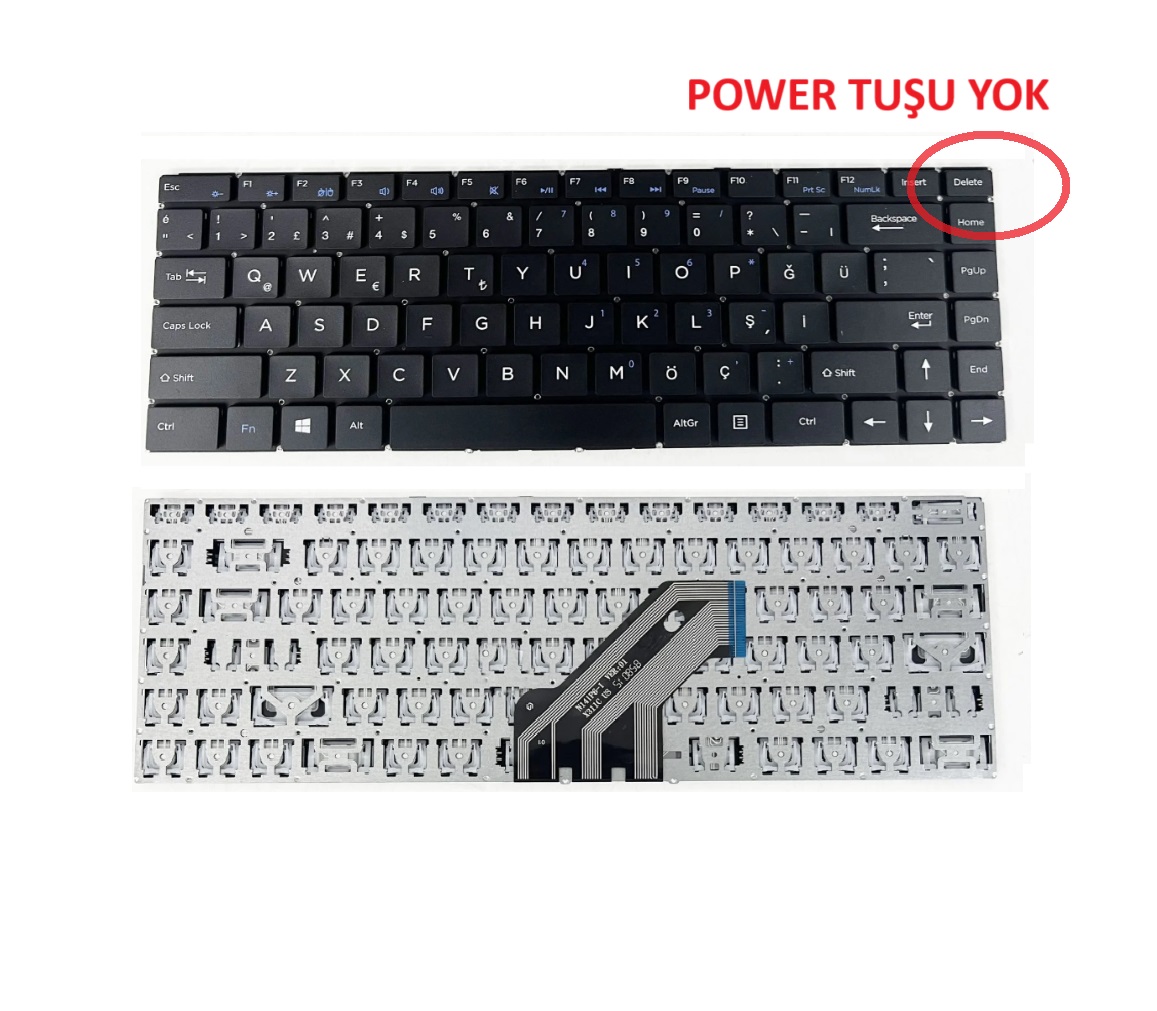 POWER TUŞU YOK
Esc F1 F2 F3 F4 F5 F6 F7 F8 F9 Pause F10 F11 Prt Sc F12 NumLk Insert Delete
é " < ! 1 > ' 2 £ ^ 3 # + 4 $ % 5 & 6 / 7 7 ( 8 8 ) 9 9 = / 0 ? * \ _ - | Backspace Home
Tab Q @ W E € R T ₺ Y U 4 I 5 O 6 P * Ğ Ü ; , ` PgUp
Caps Lock A S D F G H J 1 K 2 L 3 Ş ´ İ Enter PgDn
Shift Z X C V B N M 0 Ö Ç : . + Shift End
Ctrl Fn Alt AltGr Ctrl